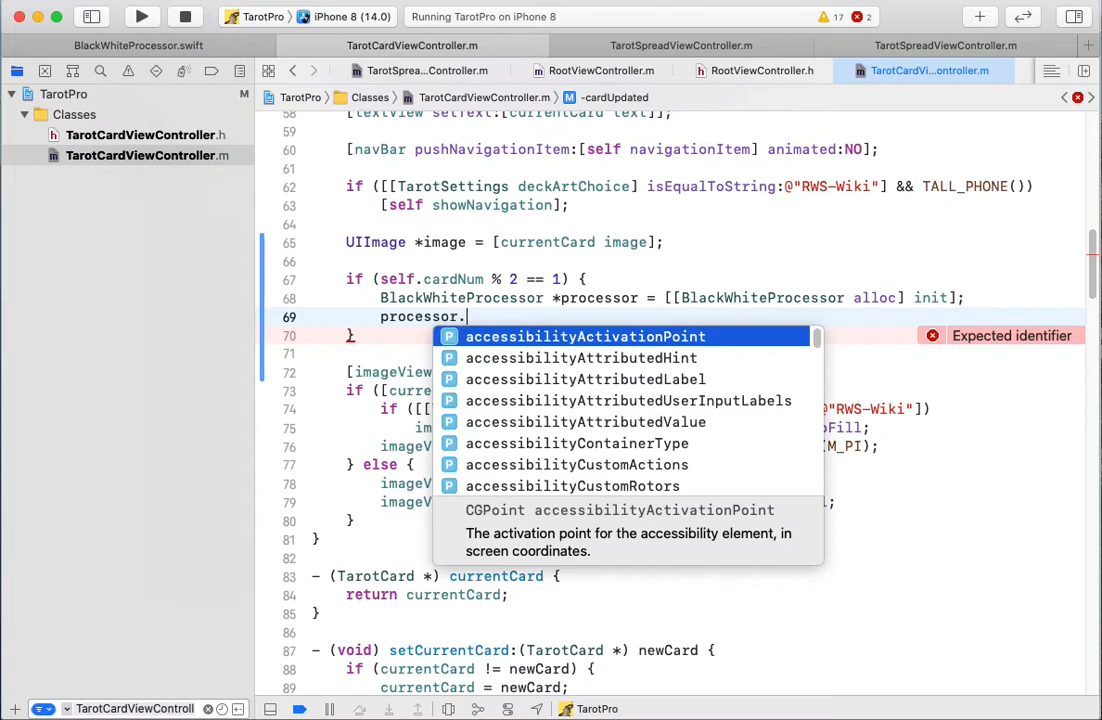 TarotPro
iPhone 8 (14.0)
Running TarotPro on iPhone 8
17
2
BlackWhiteProcessor.swift
TarotCardViewController.m
TarotSpreadViewController.m
TarotSpreadViewController.m
TarotSprea...Controller.m
RootViewController.m
RootViewController.h
TarotCardVi...ontroller.m
TarotPro
M
TarotPro
Classes
TarotCardViewController.m
M
-cardUpdated
Classes
TarotCardViewController.h
TarotCardViewController.m
58 [textView setText:[currentCard text]];
59
60 [navBar pushNavigationItem:[self navigationItem] animated:NO];
61
62 if ([[TarotSettings deckArtChoice] isEqualToString:@"RWS-Wiki"] && TALL_PHONE())
63 [self showNavigation];
64
65 UIImage *image = [currentCard image];
66
67 if (self.cardNum % 2 == 1) {
68 BlackWhiteProcessor *processor = [[BlackWhiteProcessor alloc] init];
69 processor.
70 }
Expected identifier
71
72 [imageView
73 if ([curre
74 if ([[
@"RWS-Wiki"])
75 im
oFill;
76 imageV
(M_PI);
77 } else {
78 imageV
79 imageV
l;
80 }
81 }
82
83 - (TarotCard *) currentCard {
84 return currentCard;
85 }
86
87 - (void) setCurrentCard:(TarotCard *) newCard {
88 if (currentCard != newCard) {
89 currentCard = newCard;
P accessibilityActivationPoint
P accessibilityAttributedHint
P accessibilityAttributedLabel
P accessibilityAttributedUserInputLabels
P accessibilityAttributedValue
P accessibilityContainerType
P accessibilityCustomActions
P accessibilityCustomRotors
CGPoint accessibilityActivationPoint
The activation point for the accessibility element, in
screen coordinates.
TarotCardViewControll
TarotPro